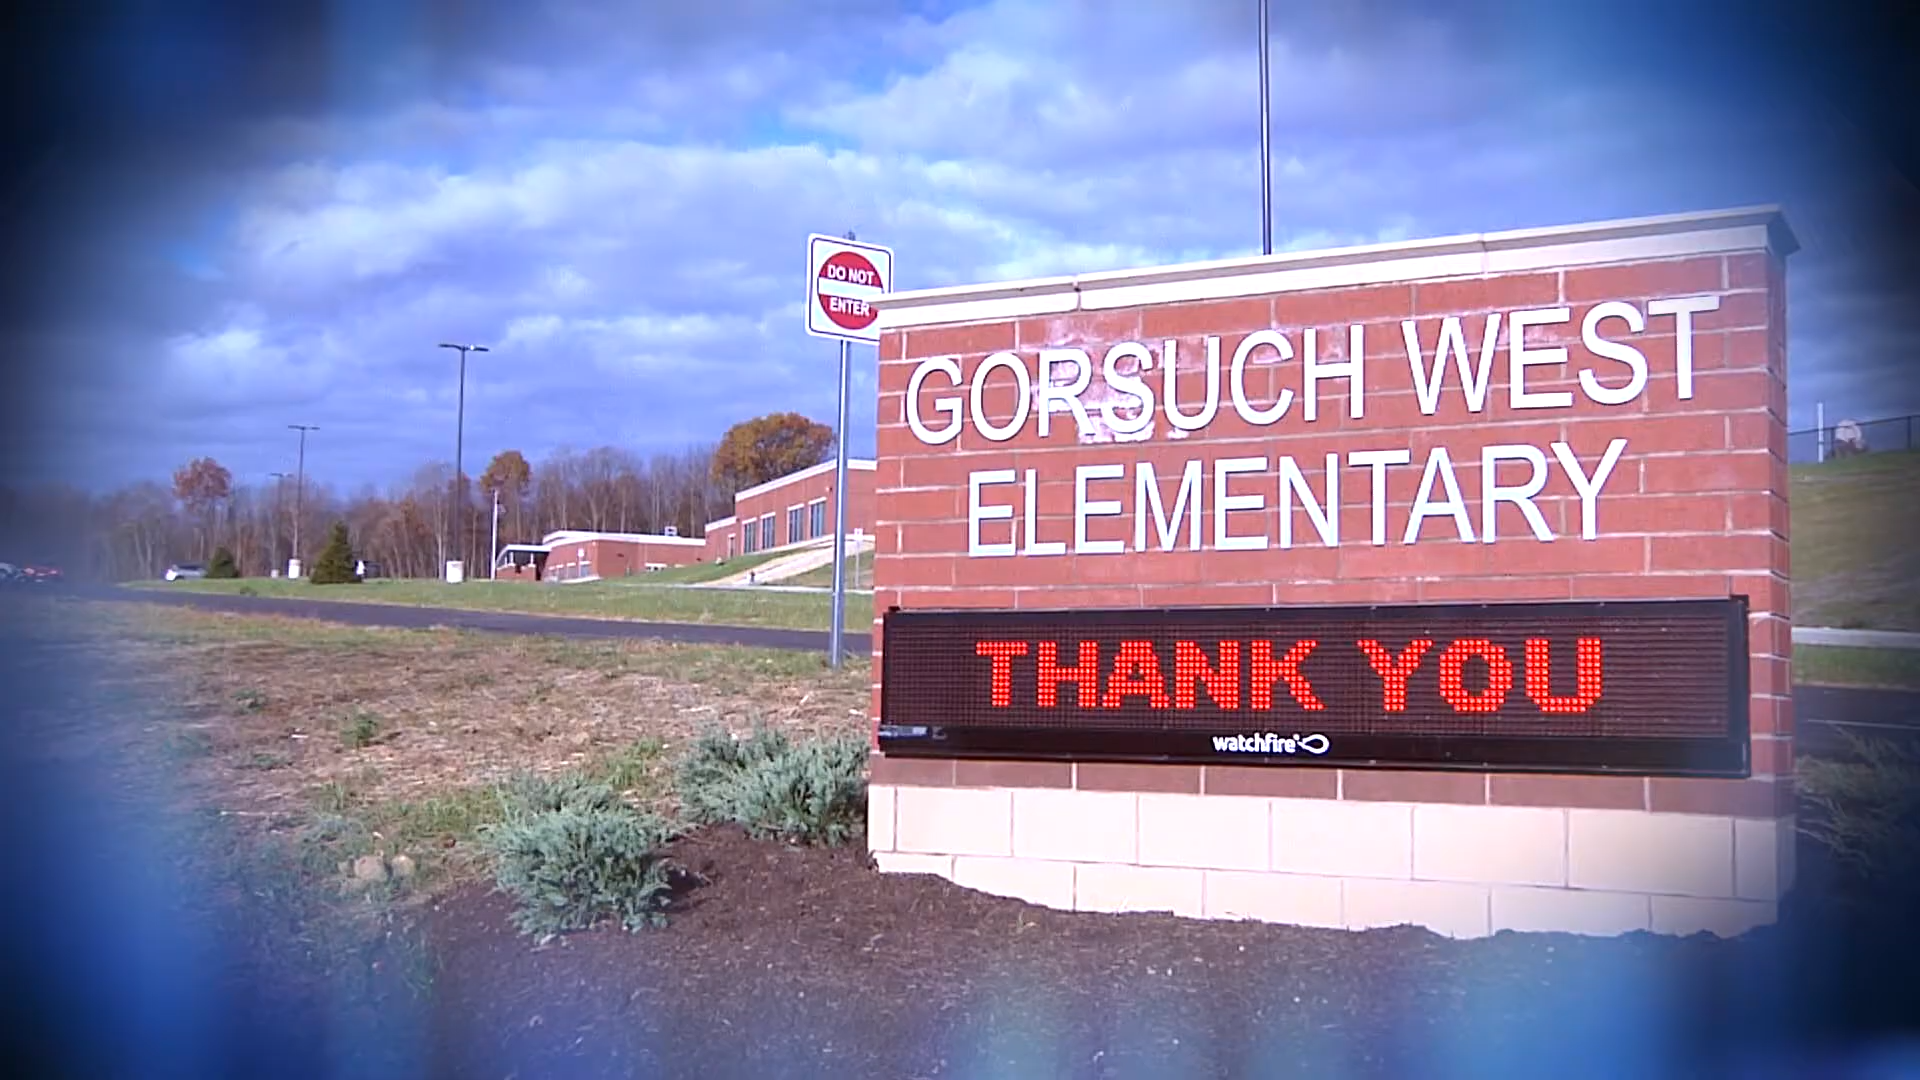 DO NOT
ENTER
GORSUCH WEST
ELEMENTARY
THANK YOU
watchfire